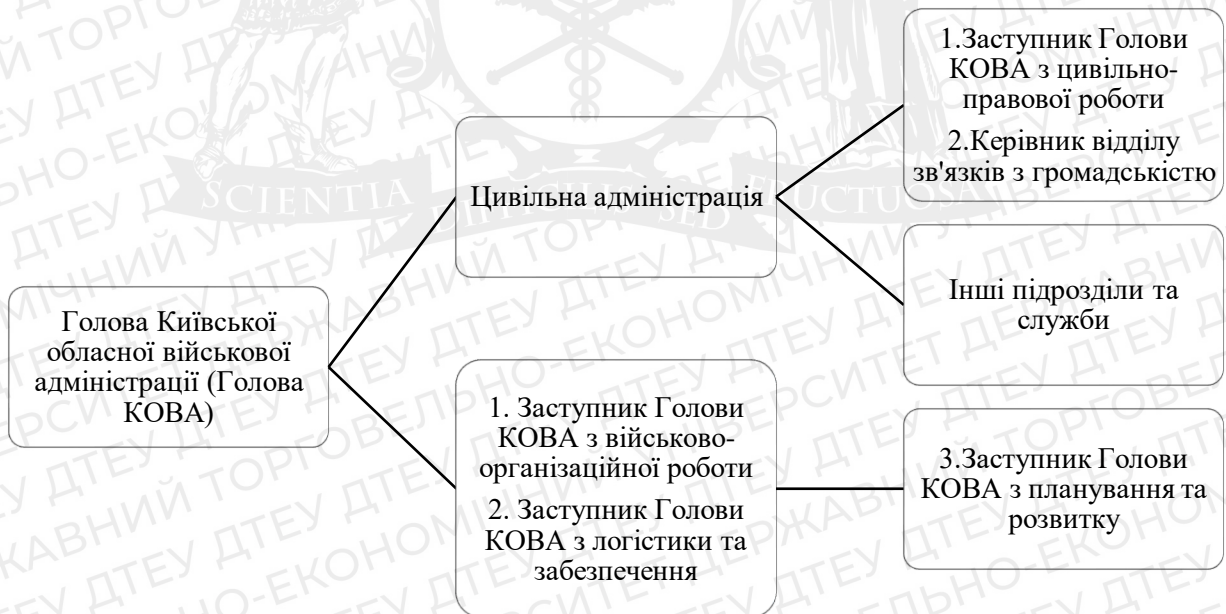 Голова Київської
обласної військової
адміністрації (Голова
КОВА)
Цивільна адміністрація
1.Заступник Голови
КОВА з цивільно-
правової роботи
2.Керівник відділу
зв'язків з громадськістю
Інші підрозділи та
служби
1. Заступник Голови
КОВА з військово-
організаційної роботи
2. Заступник Голови
КОВА з логістики та
забезпечення
3.Заступник Голови
КОВА з планування та
розвитку
SCIENTIA